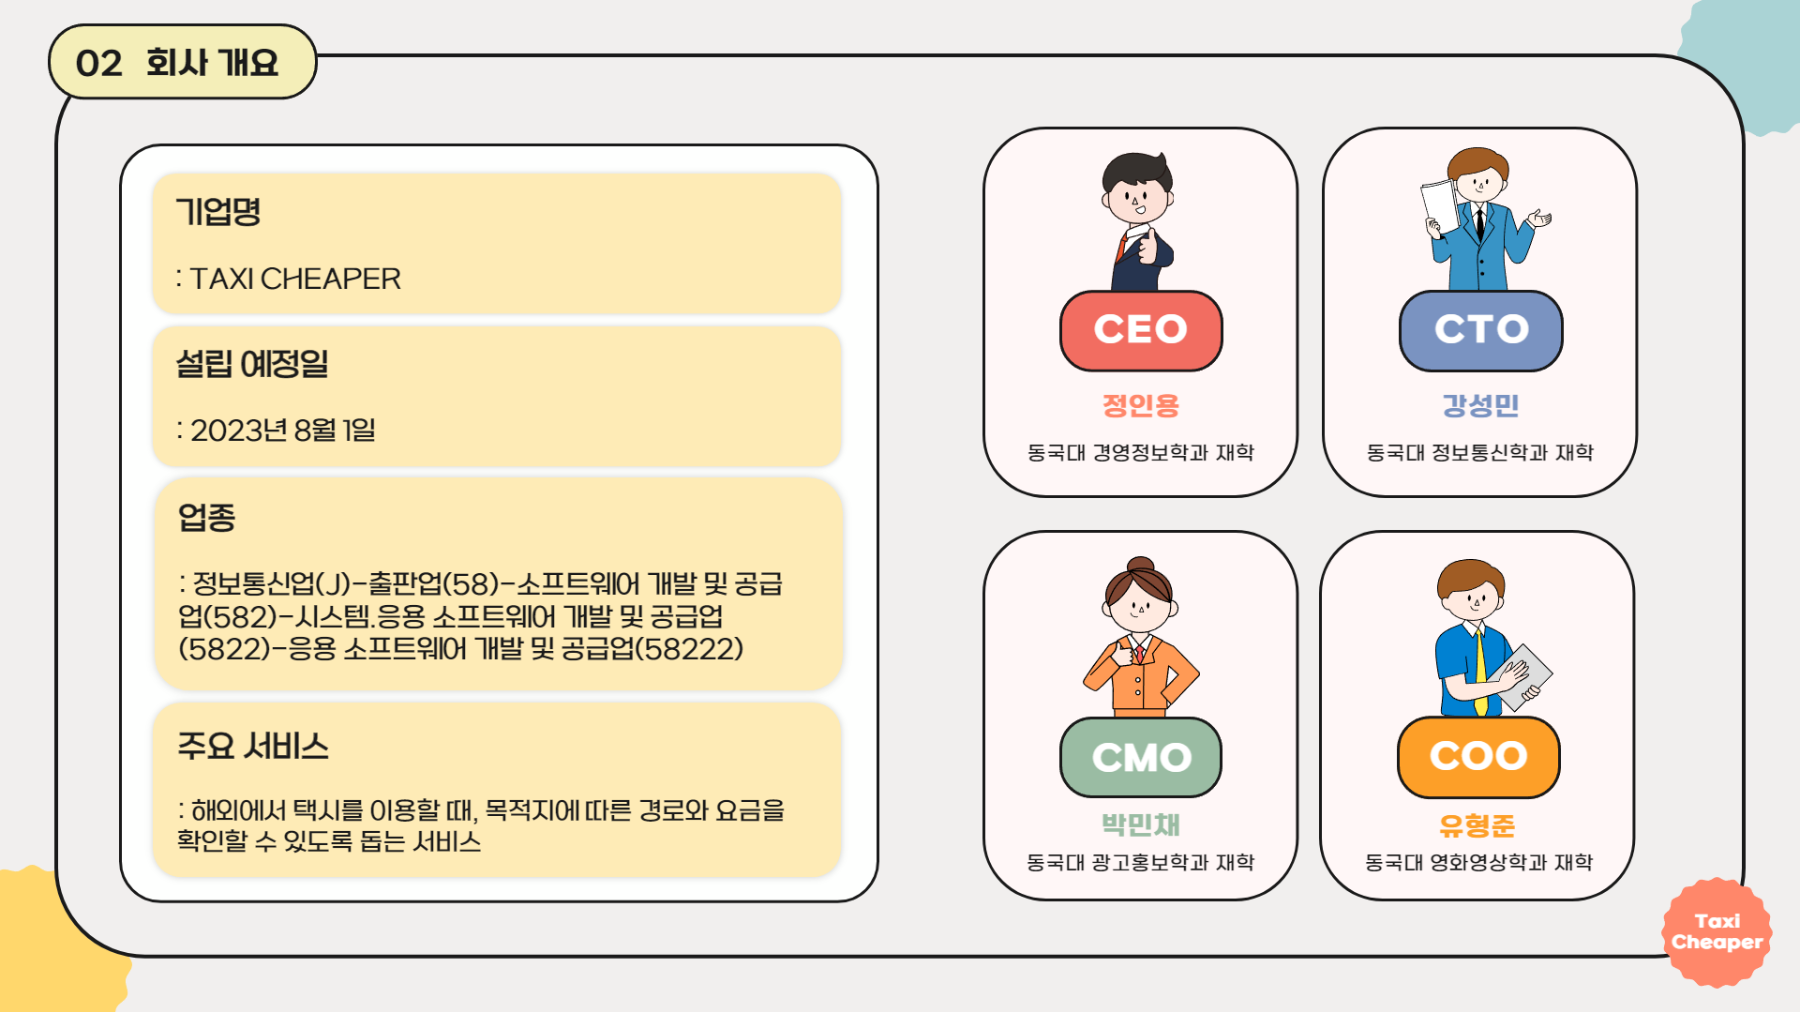 02 회사 개요
기업명
: TAXI CHEAPER
설립 예정일
: 2023년 8월 1일
업종
: 정보통신업(J)-출판업(58)-소프트웨어 개발 및 공급
업(582)-시스템.응용 소프트웨어 개발 및 공급업
(5822)-응용 소프트웨어 개발 및 공급업(58222)
주요 서비스
: 해외에서 택시를 이용할 때, 목적지에 따른 경로와 요금을
확인할 수 있도록 돕는 서비스
CEO
정인용
동국대 경영정보학과 재학
CTO
강성민
동국대 정보통신학과 재학
CMO
박민채
동국대 광고홍보학과 재학
COO
유형준
동국대 영화영상학과 재학
Taxi
Cheaper